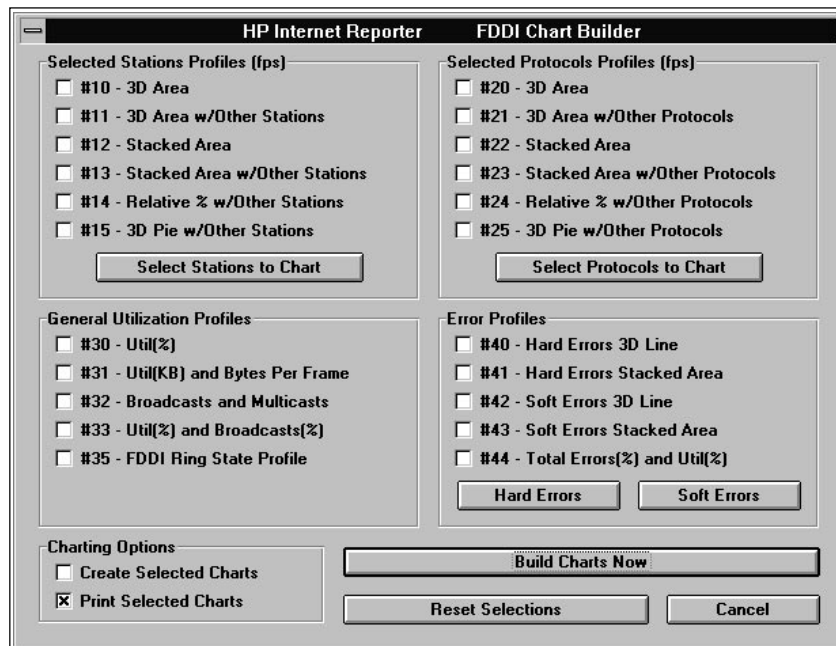 HP Internet Reporter FDDI Chart Builder
Selected Stations Profiles (fps)
#10 - 3D Area
#11 - 3D Area w/Other Stations
#12 - Stacked Area
#13 - Stacked Area w/Other Stations
#14 - Relative % w/Other Stations
#15 - 3D Pie w/Other Stations
Select Stations to Chart
Selected Protocols Profiles (fps)
#20 - 3D Area
#21 - 3D Area w/Other Protocols
#22 - Stacked Area
#23 - Stacked Area w/Other Protocols
#24 - Relative % w/Other Protocols
#25 - 3D Pie w/Other Protocols
Select Protocols to Chart
General Utilization Profiles
#30 - Util(%)
#31 - Util(KB) and Bytes Per Frame
#32 - Broadcasts and Multicasts
#33 - Util(%) and Broadcasts(%)
#35 - FDDI Ring State Profile
Error Profiles
#40 - Hard Errors 3D Line
#41 - Hard Errors Stacked Area
#42 - Soft Errors 3D Line
#43 - Soft Errors Stacked Area
#44 - Total Errors(%) and Util(%)
Hard Errors
Soft Errors
Charting Options
Create Selected Charts
Print Selected Charts
Build Charts Now
Reset Selections
Cancel